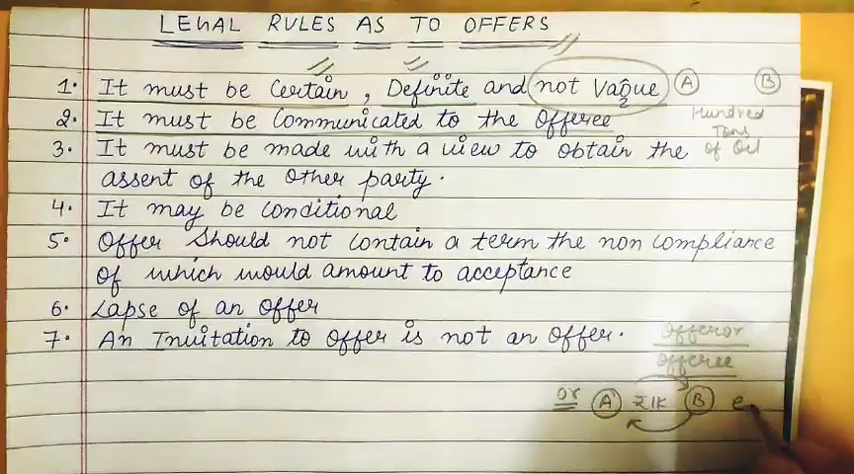 LEGAL RULES AS TO OFFERS
1. It must be Certain, Definite and not Vague A B
2. It must be Communicated to the Offeree
Hundred
Tons
of Oil
3. It must be made with a view to obtain the
assent of the other party.
4. It may be conditional
5. Offer Should not contain a term the non compliance
of which would amount to acceptance
6. Lapse of an offer
7. An Invitation to offer is not an offer.
Offeror
Offeree
or A ₹1K B e